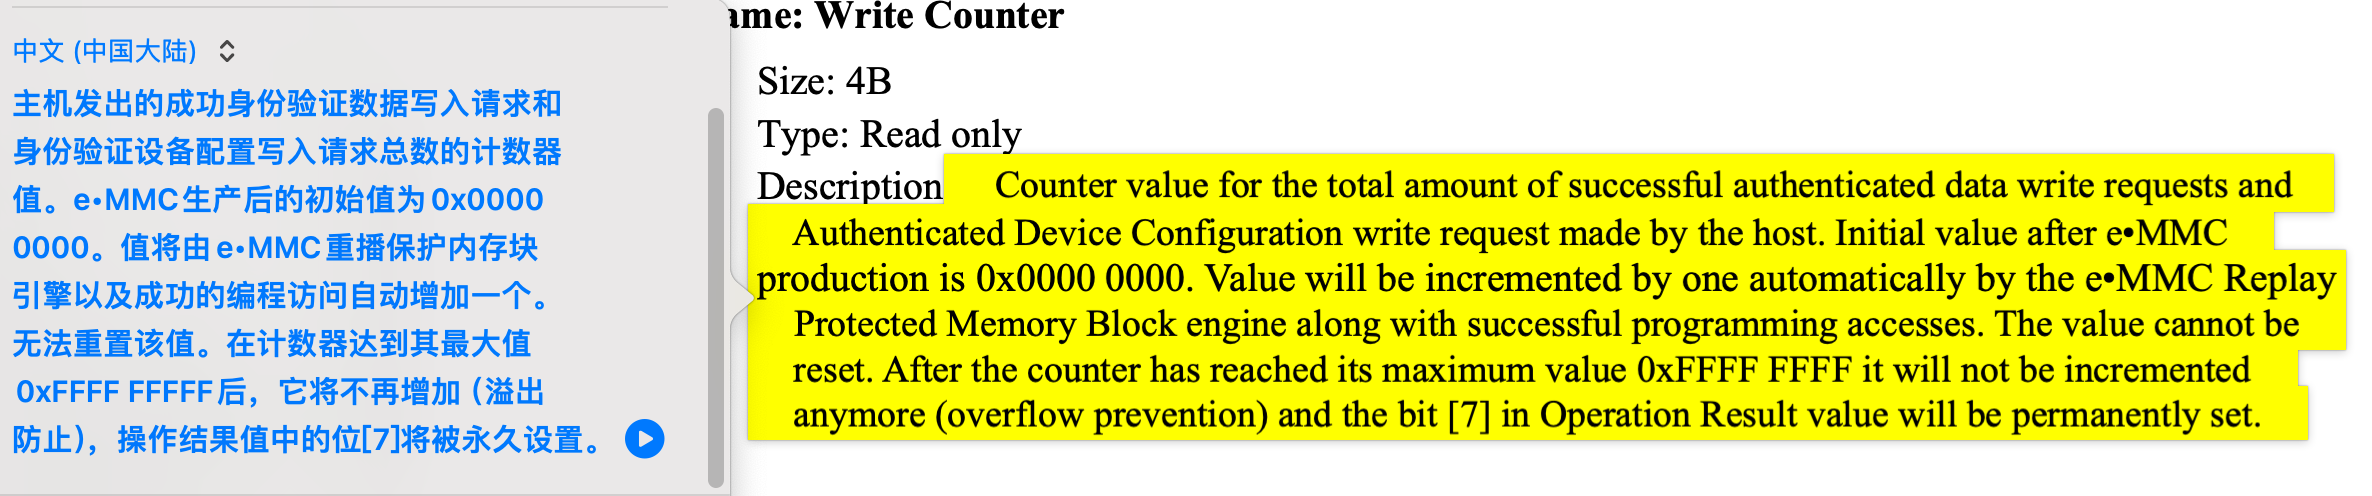 中文 (中国大陆)
主机发出的成功身份验证数据写入请求和
身份验证设备配置写入请求总数的计数器
值。e•MMC生产后的初始值为0x0000
0000。值将由e•MMC重播保护内存块
引擎以及成功的编程访问自动增加一个。
无法重置该值。在计数器达到其最大值
0xFFFF FFFFF后，它将不再增加（溢出
防止），操作结果值中的位[7]将被永久设置。
ame: Write Counter
Size: 4B
Type: Read only
Description Counter value for the total amount of successful authenticated data write requests and
Authenticated Device Configuration write request made by the host. Initial value after e•MMC
production is 0x0000 0000. Value will be incremented by one automatically by the e•MMC Replay
Protected Memory Block engine along with successful programming accesses. The value cannot be
reset. After the counter has reached its maximum value 0xFFFF FFFF it will not be incremented
anymore (overflow prevention) and the bit [7] in Operation Result value will be permanently set.